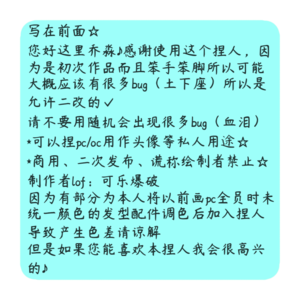 写在前面☆
您好这里乔淼♪感谢使用这个捏人，因
为是初次作品而且笨手笨脚所以可能
大概应该有很多bug（土下座）所以是
允许二改的✓
请不要用随机会出现很多bug（血泪）
*可以捏pc/oc用作头像等私人用途☆
*商用、二次发布、谎称绘制者禁止☆
制作者lof：可乐爆破
因为有部分为本人将以前画pc全员时未
统一颜色的发型配件调色后加入捏人
导致产生色差请谅解
但是如果您能喜欢本捏人我会很高兴
的♪